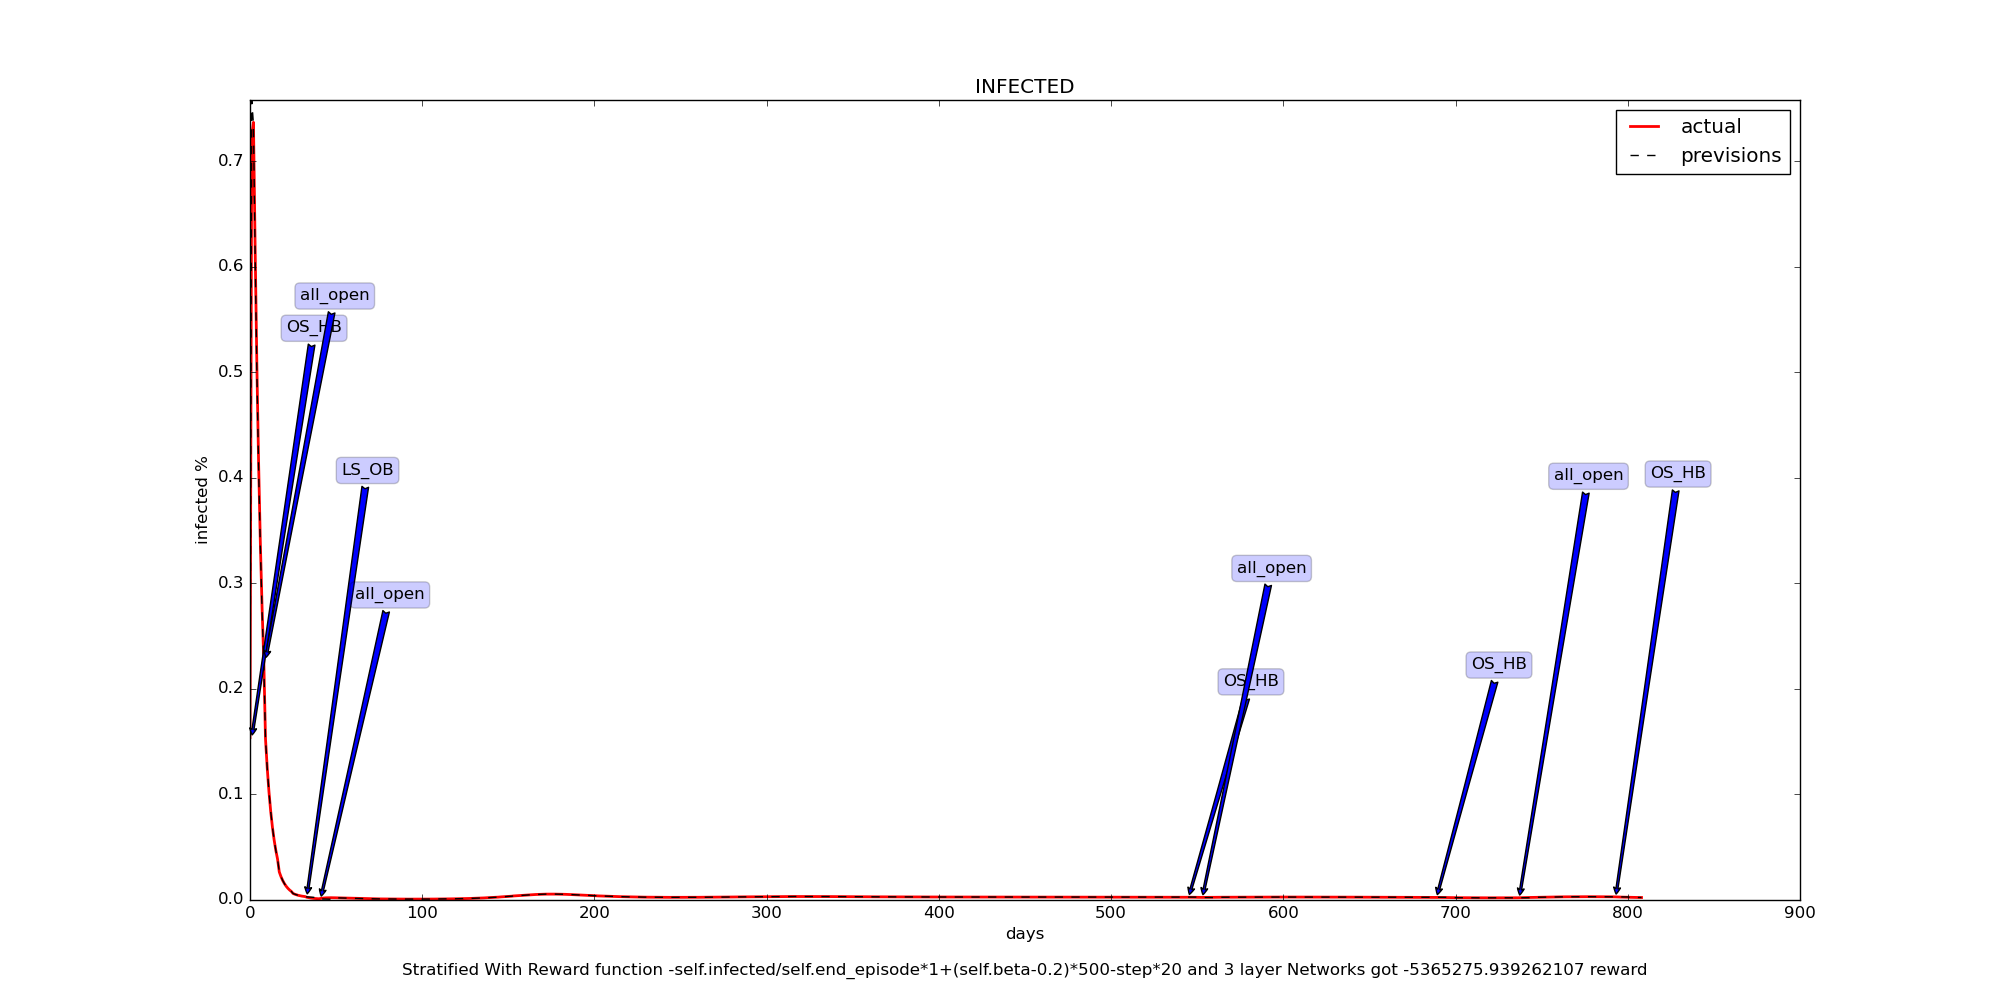 INFECTED
actual
previsions
0.7
0.6
0.5
0.4
0.3
0.2
0.1
0.0
infected %
all_open
OS_HB
LS_OB
all_open
all_open
OS_HB
OS_HB
all_open
OS_HB
0 100 200 300 400 500 600 700 800 900
days
Stratified With Reward function -self.infected/self.end_episode*1+(self.beta-0.2)*500-step*20 and 3 layer Networks got -5365275.939262107 reward